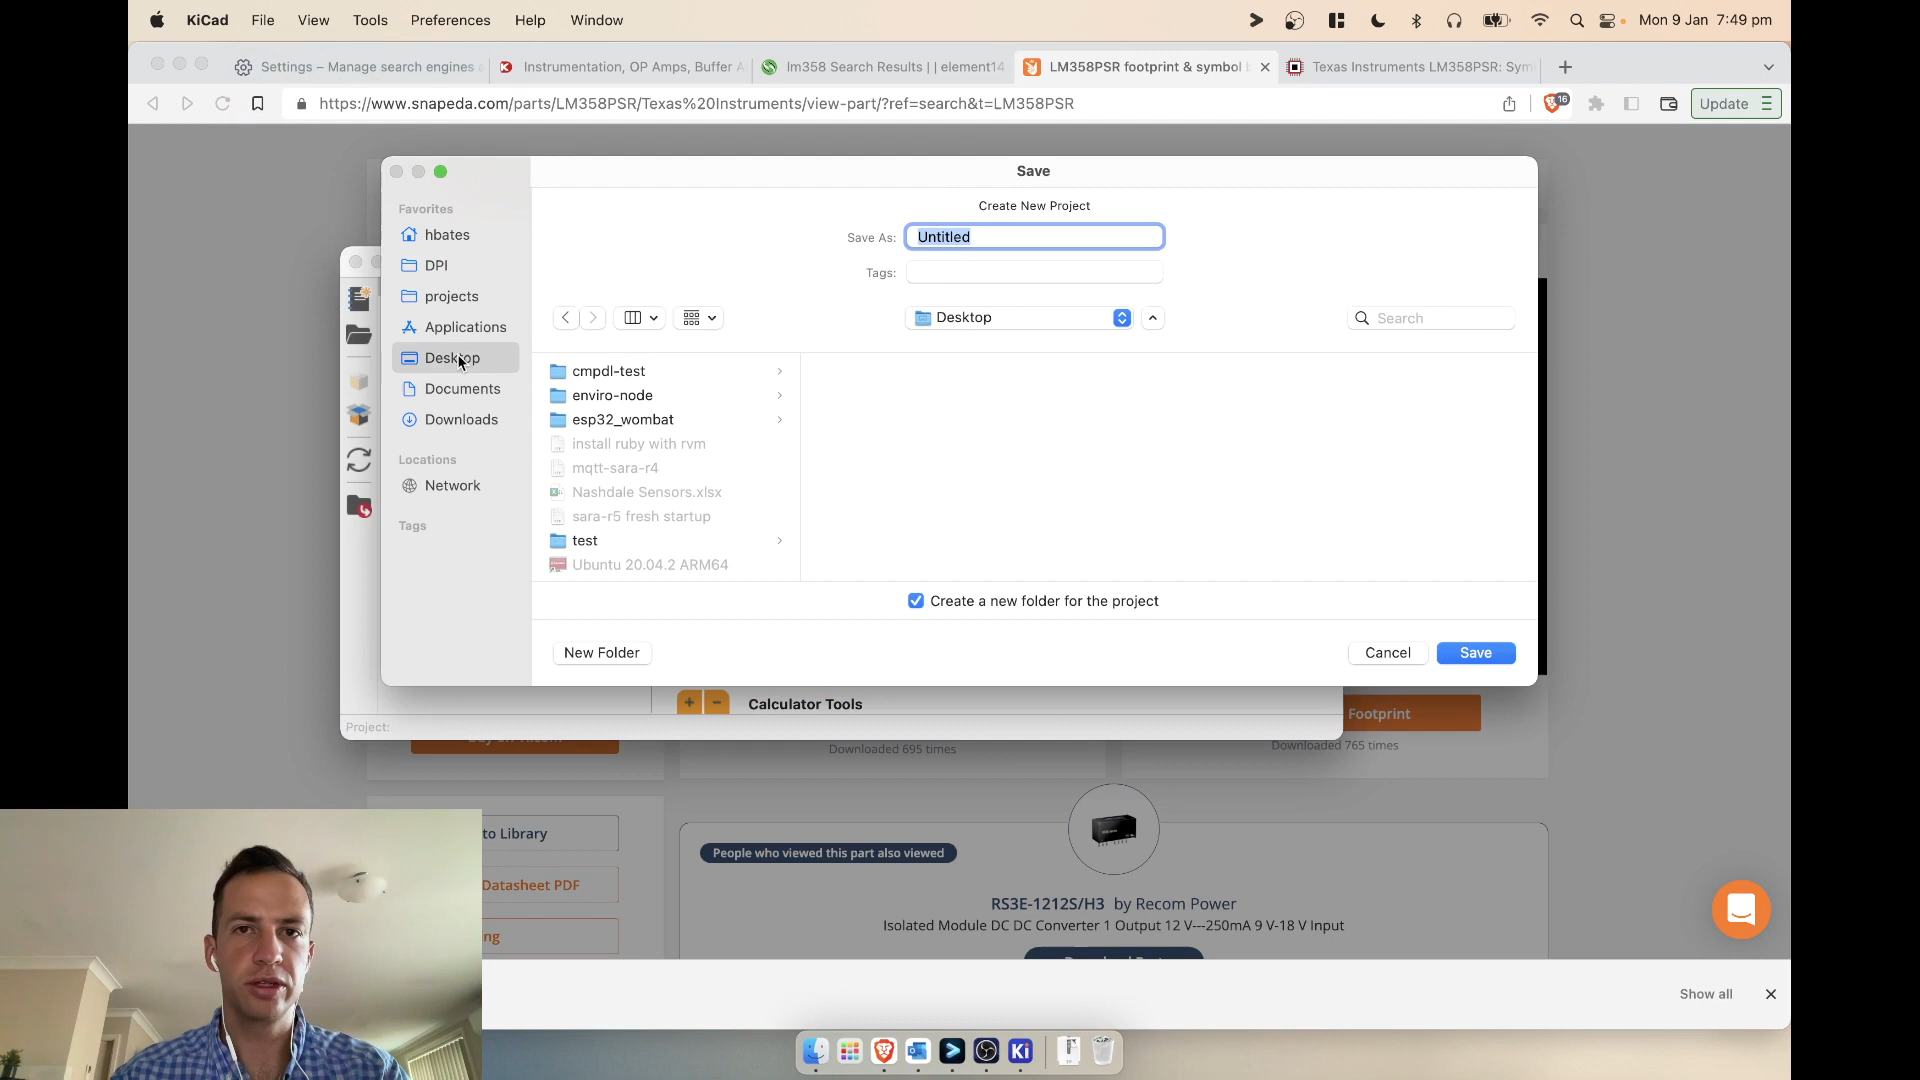 KiCad File View Tools Preferences Help Window Mon 9 Jan 7:49 pm
Settings – Manage search engines a Instrumentation, OP Amps, Buffer A lm358 Search Results | | element14 LM358PSR footprint & symbol b Texas Instruments LM358PSR: Sym
https://www.snapeda.com/parts/LM358PSR/Texas%20Instruments/view-part/?ref=search&t=LM358PSR 16 Update
Save
Favorites
hbates
DPI
projects
Applications
Desktop
Documents
Downloads
Locations
Network
Tags
Create New Project
Save As: Untitled
Tags:
Desktop
Search
cmpdl-test
enviro-node
esp32_wombat
install ruby with rvm
mqtt-sara-r4
Nashdale Sensors.xlsx
sara-r5 fresh startup
test
Ubuntu 20.04.2 ARM64
Create a new folder for the project
New Folder Cancel Save
Calculator Tools
Project:
Footprint
Downloaded 695 times
Downloaded 765 times
to Library
Datasheet PDF
ng
People who viewed this part also viewed
RS3E-1212S/H3 by Recom Power
Isolated Module DC DC Converter 1 Output 12 V---250mA 9 V-18 V Input
Show all
Ki